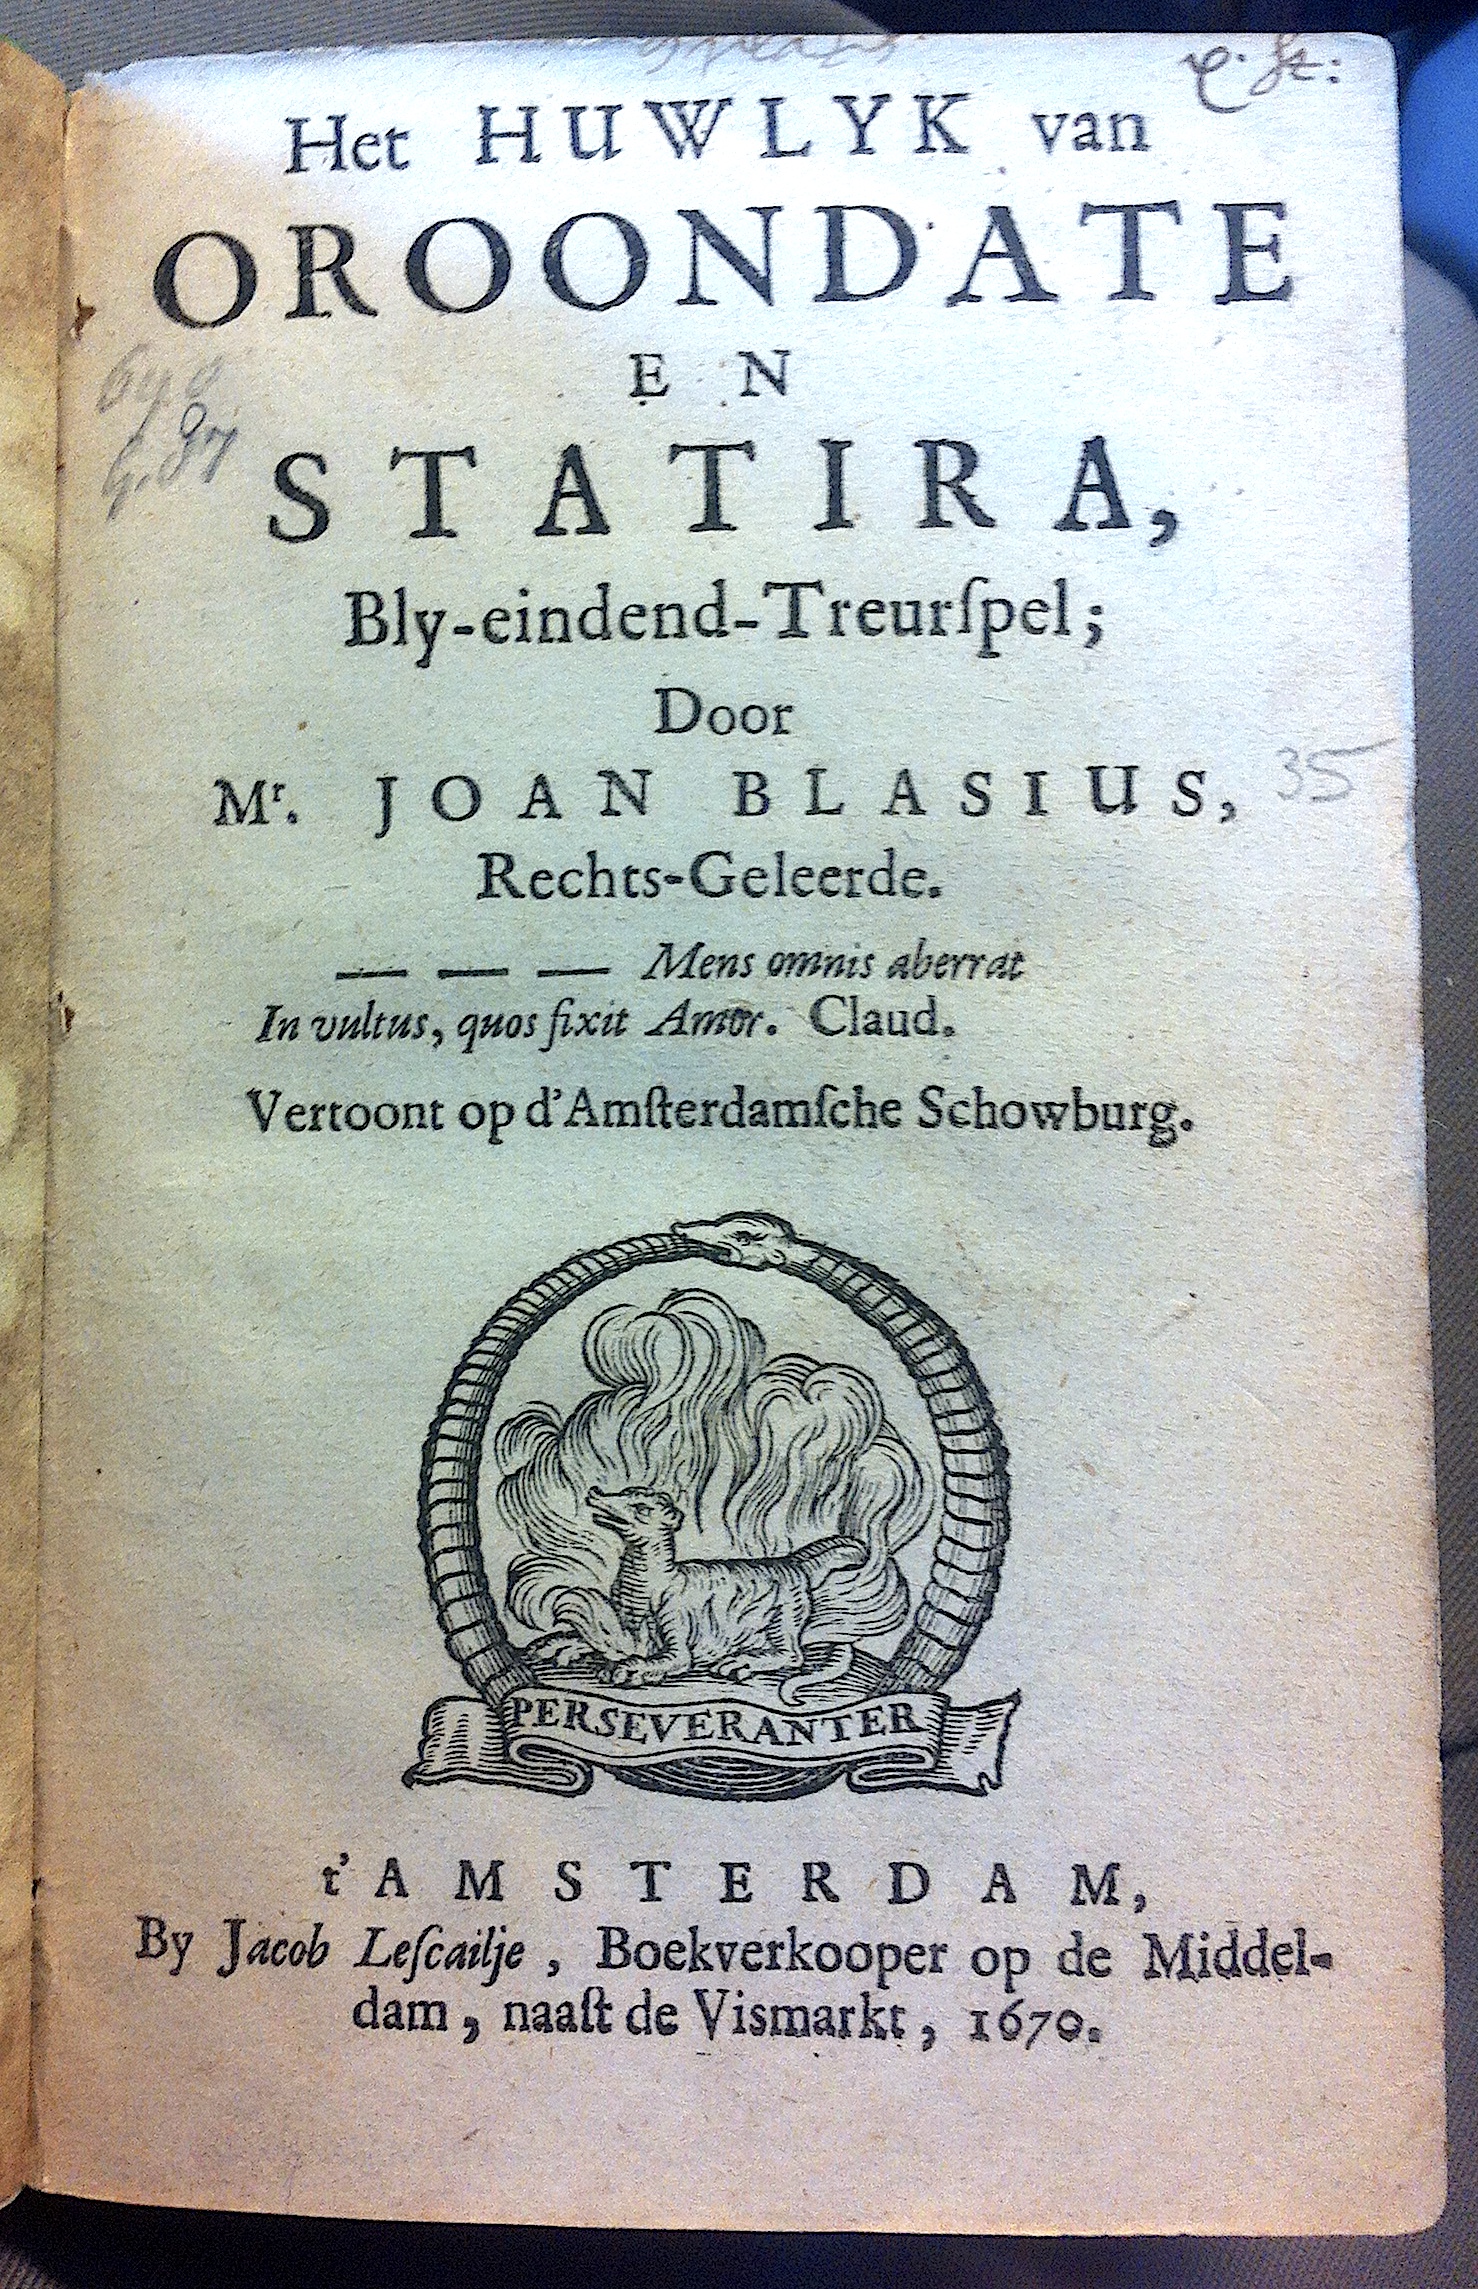 Het HUWLYK van
OROONDATE
EN
STATIRA,
Bly-eindend-Treurſpel;
Door
Mr. JOAN BLASIUS,
35
Rechts-Geleerde.
— — — Mens omnis aberrat
In vultus, quos fixit Amor. Claud.
Vertoont op d'Amſterdamſche Schowburg.
PERSEVERANTER
t'AMSTERDAM,
By Jacob Leſcailje, Boekverkooper op de Middel-
dam, naaſt de Vismarkt, 1670.